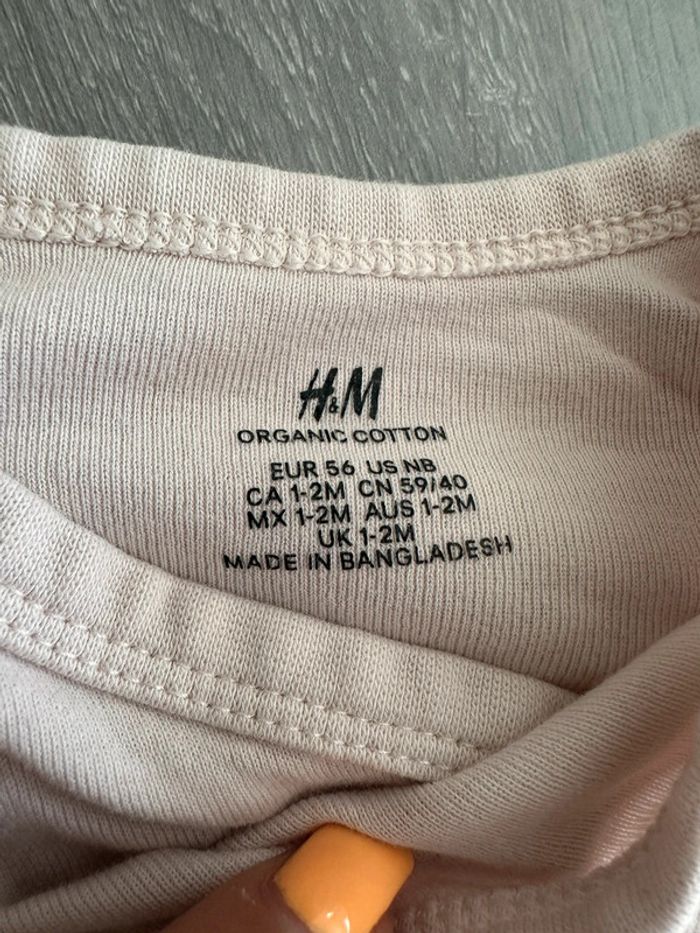 H&M
ORGANIC COTTON
EUR 56 US NB
CA 1-2M CN 59/40
MX 1-2M AUS 1-2M
UK 1-2M
MADE IN BANGLADESH